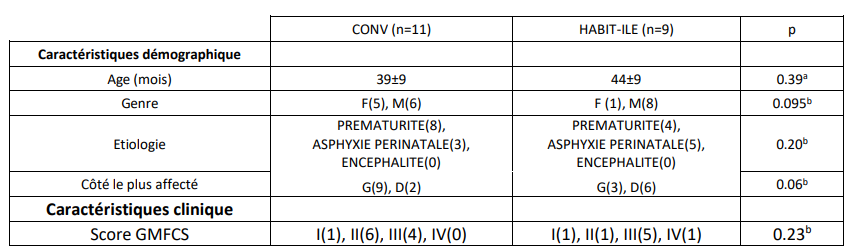 CONV (n=11) HABIT-ILE (n=9) p
Caractéristiques démographique
Age (mois) 39±9 44±9 0.39ᵃ
Genre F(5), M(6) F (1), M(8) 0.095ᵇ
Etiologie PREMATURITE(8), ASPHYXIE PERINATALE(3), ENCEPHALITE(0) PREMATURITE(4), ASPHYXIE PERINATALE(5), ENCEPHALITE(0) 0.20ᵇ
Côté le plus affecté G(9), D(2) G(3), D(6) 0.06ᵇ
Caractéristiques clinique
Score GMFCS I(1), II(6), III(4), IV(0) I(1), II(1), III(5), IV(1) 0.23ᵇ